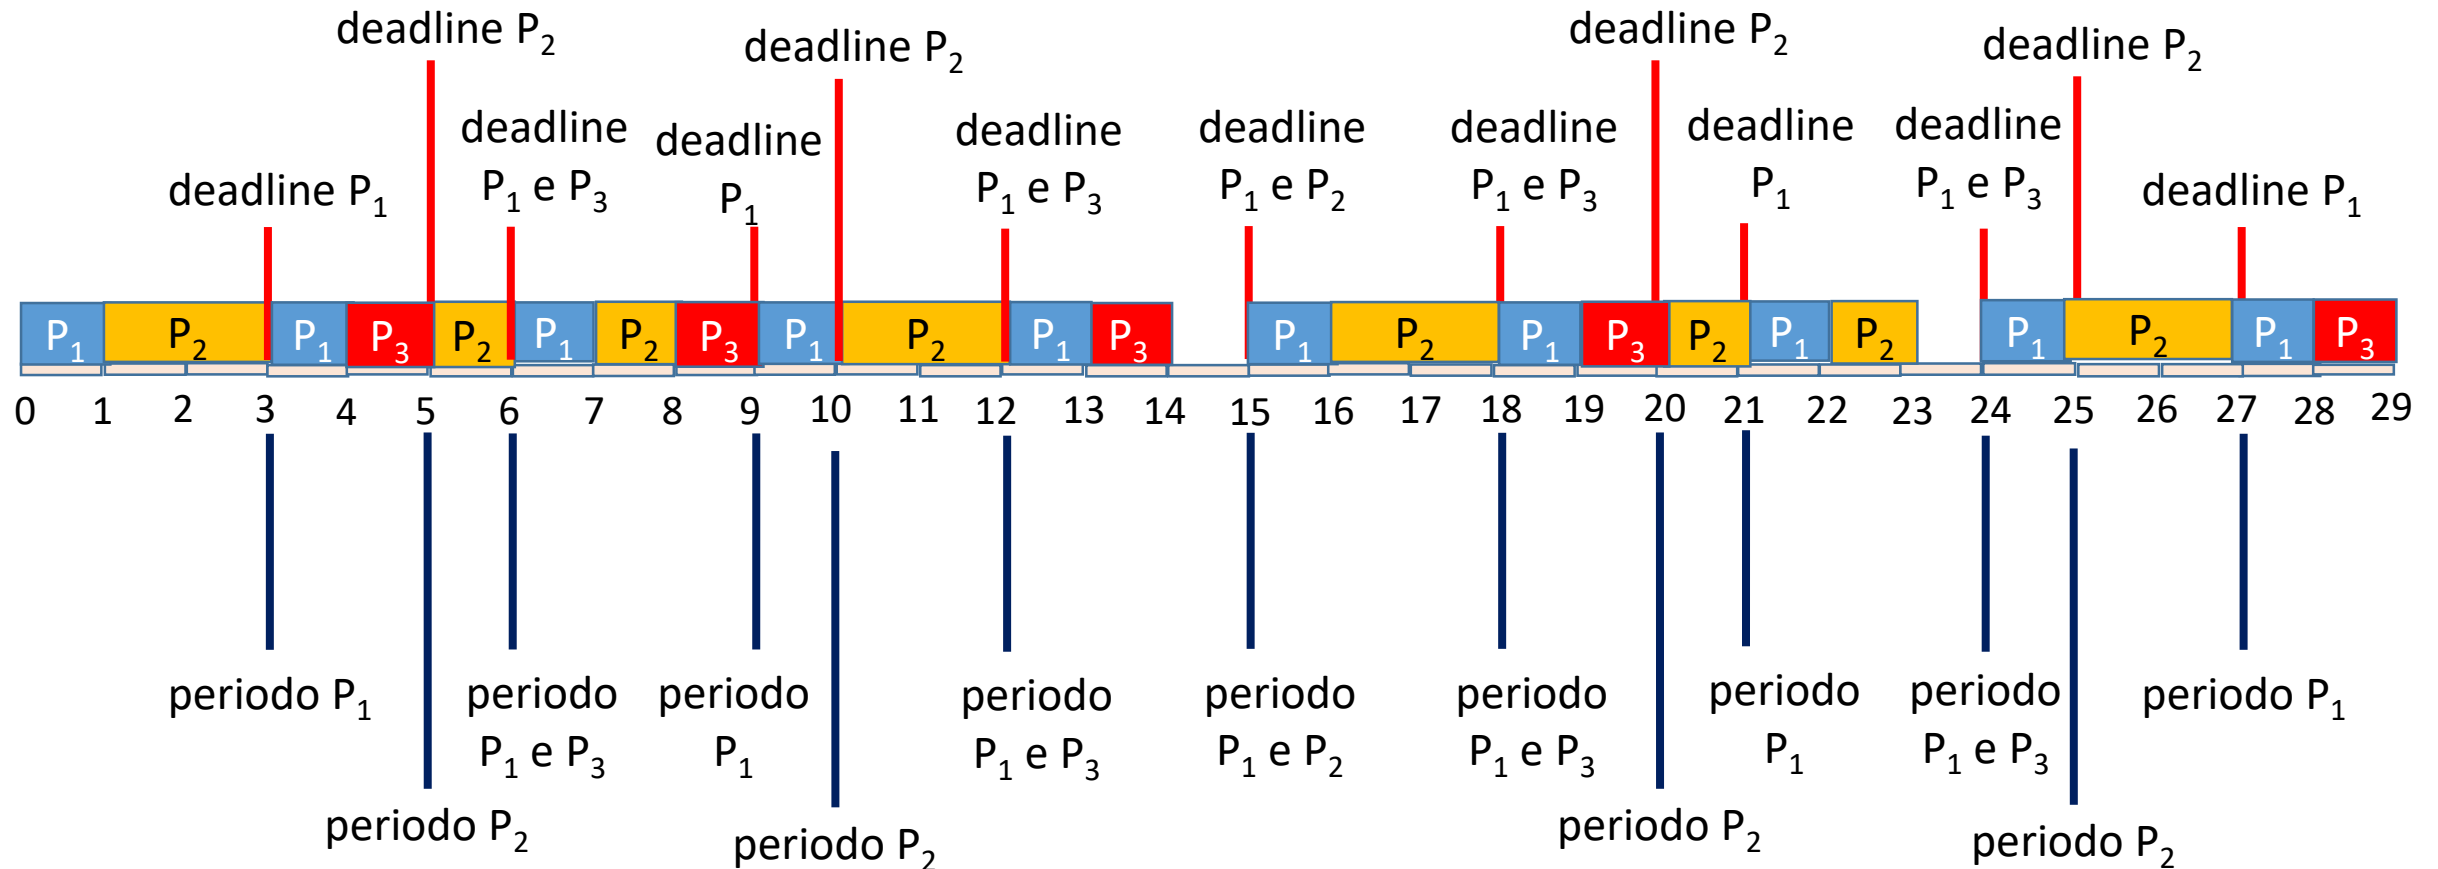 deadline P₂
deadline P₂
deadline P₂
deadline P₂
deadline
P₁ e P₃
deadline
P₁
deadline
P₁ e P₃
deadline
P₁ e P₂
deadline
P₁ e P₃
deadline
P₁
deadline
P₁ e P₃
deadline P₁
deadline P₁
P₁ P₂ P₁ P₃ P₂ P₁ P₂ P₃ P₁ P₂ P₁ P₃ P₁ P₂ P₁ P₃ P₂ P₁ P₂ P₁ P₂ P₁ P₃
0 1 2 3 4 5 6 7 8 9 10 11 12 13 14 15 16 17 18 19 20 21 22 23 24 25 26 27 28 29
periodo P₁
periodo
P₁ e P₃
periodo
P₁
periodo
P₁ e P₃
periodo
P₁ e P₂
periodo
P₁ e P₃
periodo
P₁
periodo
P₁ e P₃
periodo P₁
periodo P₂
periodo P₂
periodo P₂
periodo P₂